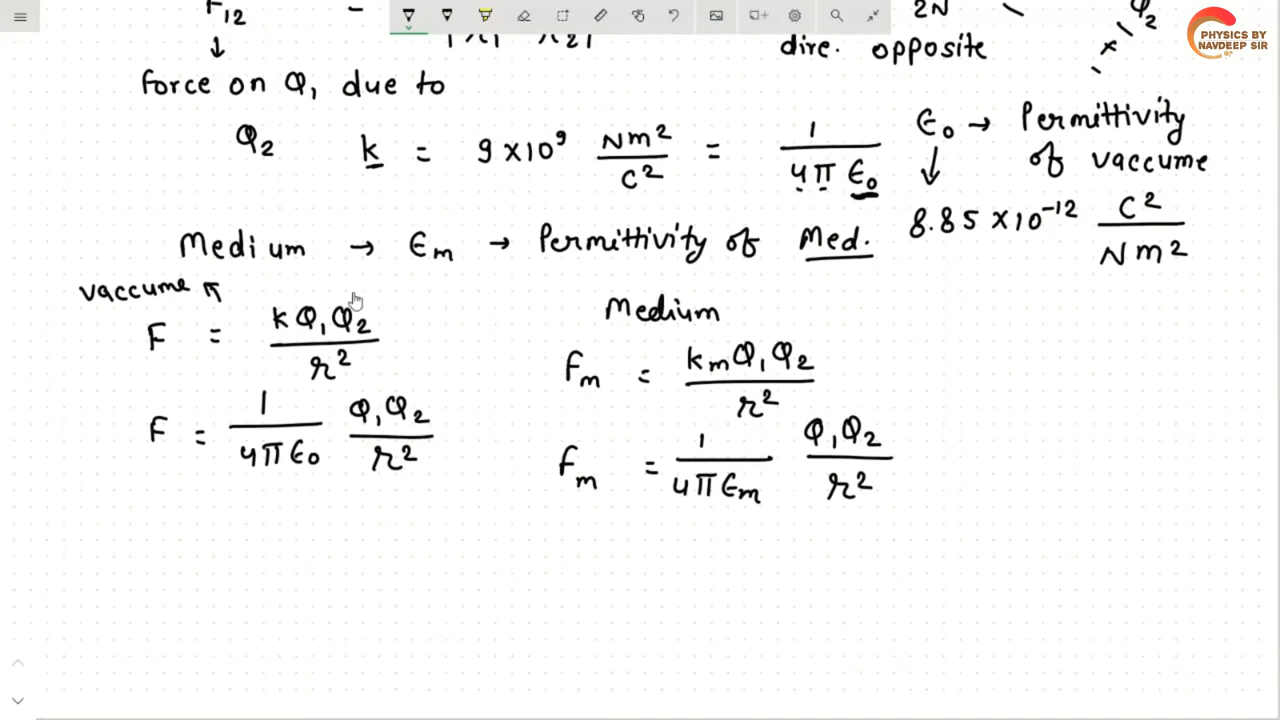 F12 =
2N
Q2
PHYSICS BY
NAVDEEP SIR
dire. opposite
force on Q1 due to
Q2
k = 9×10^9 Nm^2/C^2 = 1/4πϵ0
ϵ0 → Permittivity
of vaccume
↓
8.85×10^-12 C^2/Nm^2
Medium → ϵm → Permittivity of Med.
vaccume
F = kQ1Q2/r^2
F = 1/4πϵ0 Q1Q2/r^2
Medium
Fm = kmQ1Q2/r^2
Fm = 1/4πϵm Q1Q2/r^2